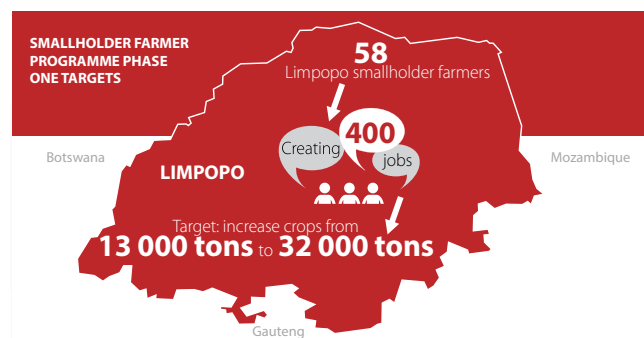 SMALLHOLDER FARMER
PROGRAMME PHASE
ONE TARGETS
58
Limpopo smallholder farmers
Creating
400
jobs
Botswana
Mozambique
LIMPOPO
Target: increase crops from
13 000 tons to 32 000 tons
Gauteng